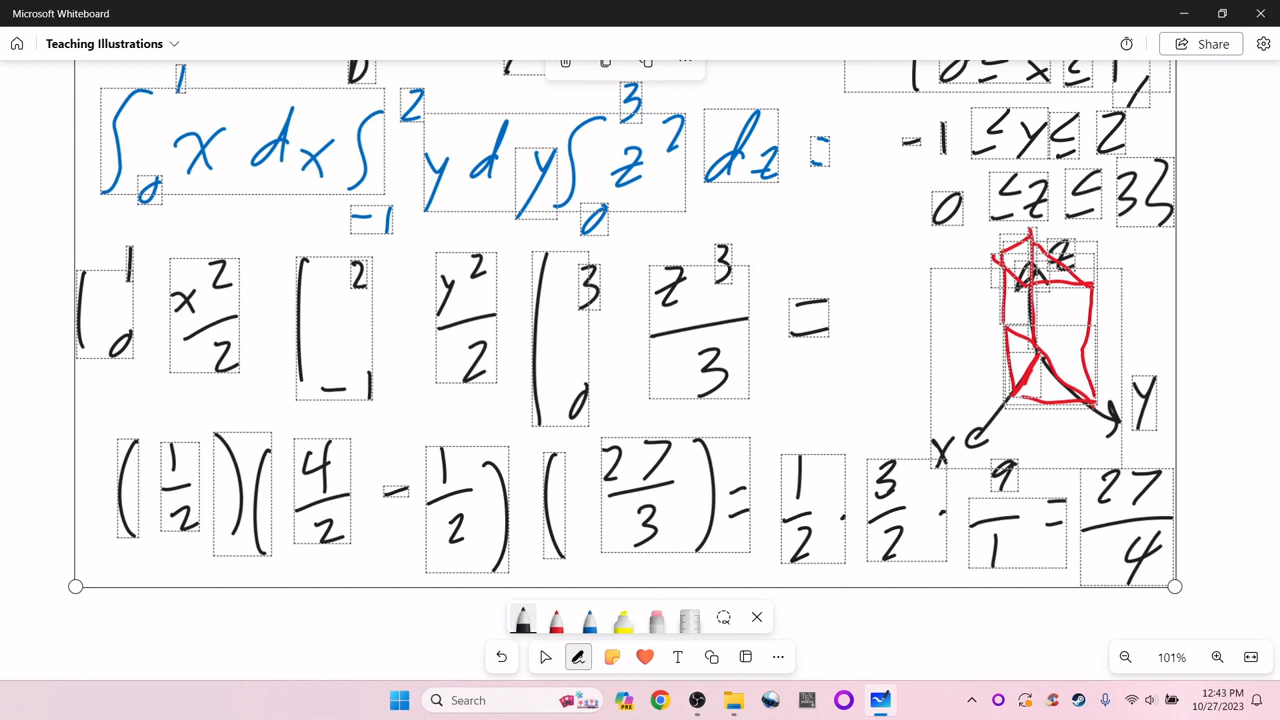 Microsoft Whiteboard
Teaching Illustrations
Share
0 ≤ x ≤ 1,
∫₀¹ x dx ∫₋₁² y dy ∫₀³ z² dz =
-1 ≤ y ≤ 2
0 ≤ z ≤ 3}
|₀¹ x²/2 |₋₁² y²/2 |₀³ z³/3 =
z
Y
X
(1/2)(4/2 - 1/2)(27/3) = 1/2 · 3/2 · 9/1 = 27/4
101%
Search
PRE
12:43 PM
10/27/2023